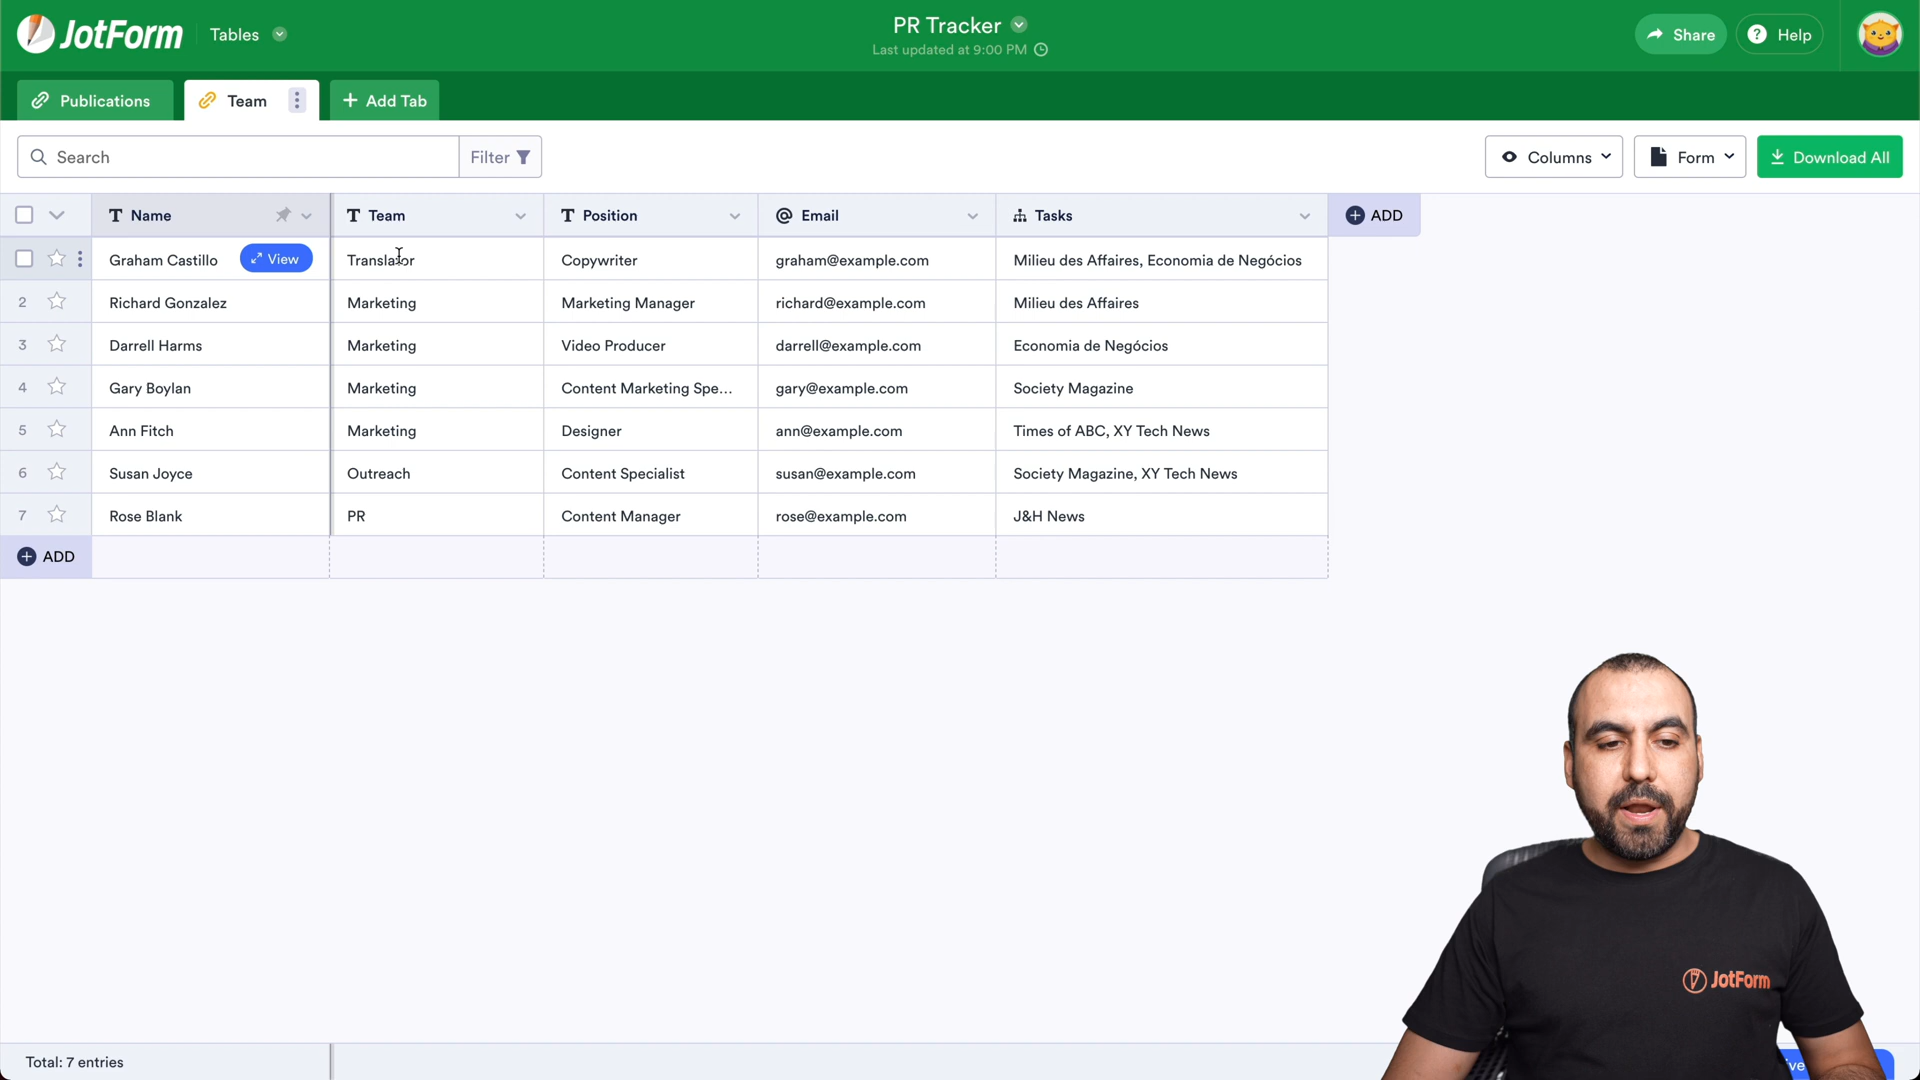 JotForm Tables
PR Tracker
Last updated at 9:00 PM
Share
? Help
Publications
Team
+ Add Tab
Search
Filter
Columns
Form
Download All
Name Team Position Email Tasks + ADD
Graham Castillo View Translator Copywriter graham@example.com Milieu des Affaires, Economia de Negócios
2 Richard Gonzalez Marketing Marketing Manager richard@example.com Milieu des Affaires
3 Darrell Harms Marketing Video Producer darrell@example.com Economia de Negócios
4 Gary Boylan Marketing Content Marketing Spe... gary@example.com Society Magazine
5 Ann Fitch Marketing Designer ann@example.com Times of ABC, XY Tech News
6 Susan Joyce Outreach Content Specialist susan@example.com Society Magazine, XY Tech News
7 Rose Blank PR Content Manager rose@example.com J&H News
+ ADD
JotForm
Total: 7 entries